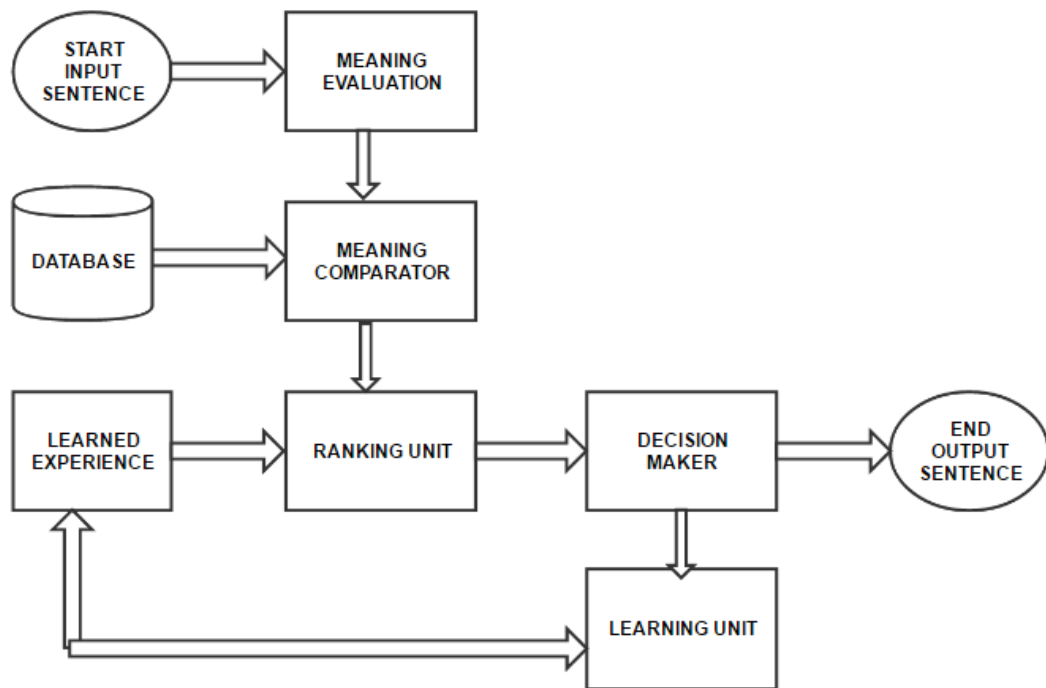 START
INPUT
SENTENCE
MEANING
EVALUATION
DATABASE
MEANING
COMPARATOR
LEARNED
EXPERIENCE
RANKING UNIT
DECISION
MAKER
END
OUTPUT
SENTENCE
LEARNING UNIT